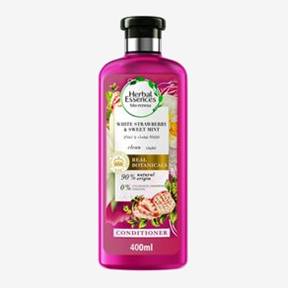 Herbal
Essences
bio:renew
WHITE STRAWBERRY
& SWEET MINT
clean
REAL
BOTANICALS
90% natural
origin
0%
CONDITIONER
400ml